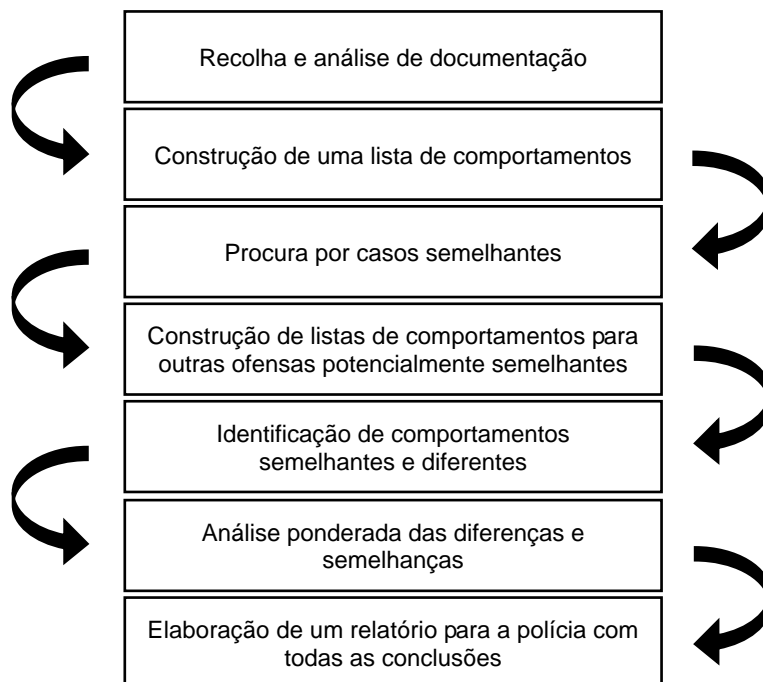 Recolha e análise de documentação
Construção de uma lista de comportamentos
Procura por casos semelhantes
Construção de listas de comportamentos para
outras ofensas potencialmente semelhantes
Identificação de comportamentos
semelhantes e diferentes
Análise ponderada das diferenças e
semelhanças
Elaboração de um relatório para a polícia com
todas as conclusões